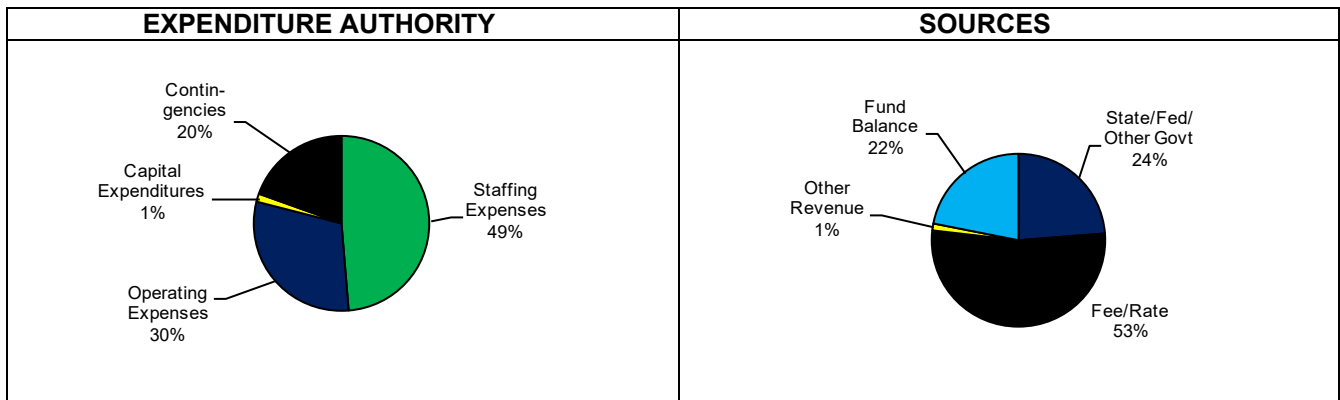 EXPENDITURE AUTHORITY
Contin-
gencies
20%
Capital
Expenditures
1%
Staffing
Expenses
49%
Operating
Expenses
30%
SOURCES
Fund
Balance
22%
State/Fed/
Other Govt
24%
Other
Revenue
1%
Fee/Rate
53%